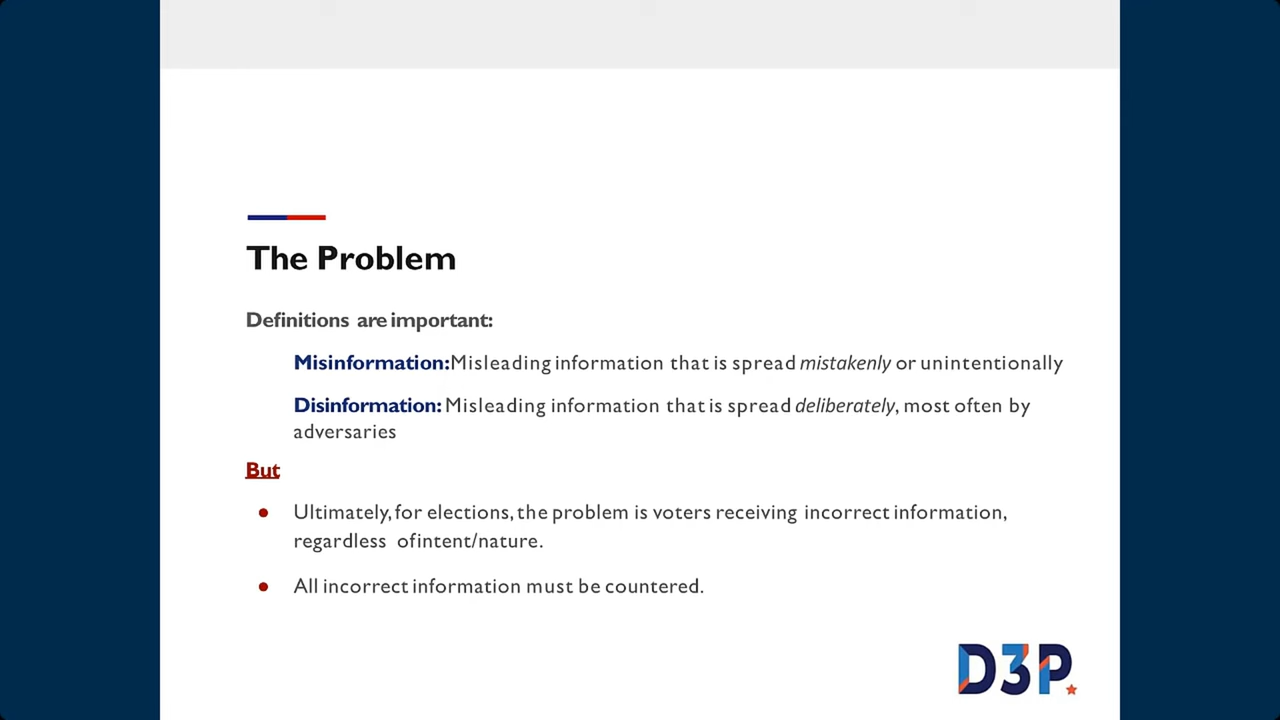 The Problem
Definitions are important:
Misinformation: Misleading information that is spread mistakenly or unintentionally
Disinformation: Misleading information that is spread deliberately, most often by
adversaries
But
● Ultimately, for elections, the problem is voters receiving incorrect information,
regardless ofintent/nature.
● All incorrect information must be countered.
D3P